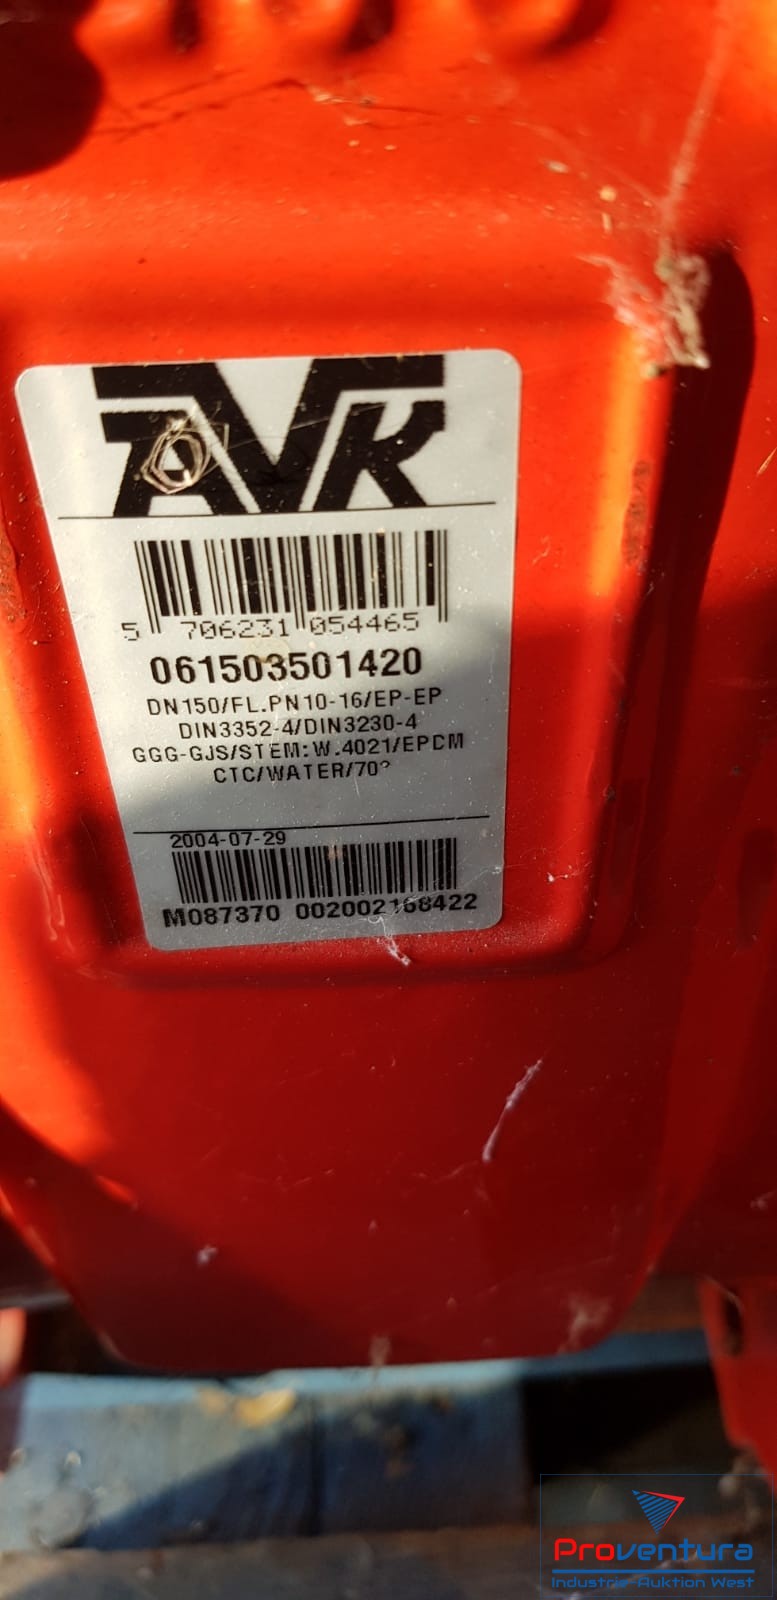 AVK
5 706231 054465
061503501420
DN150/FL.PN10-16/EP-EP
DIN3352-4/DIN3230-4
GGG-GJS/STEM:W.4021/EPDM
CTC/WATER/70°
2004-07-29
M087370 002002168422
Proventura
Industrie-Auktion West